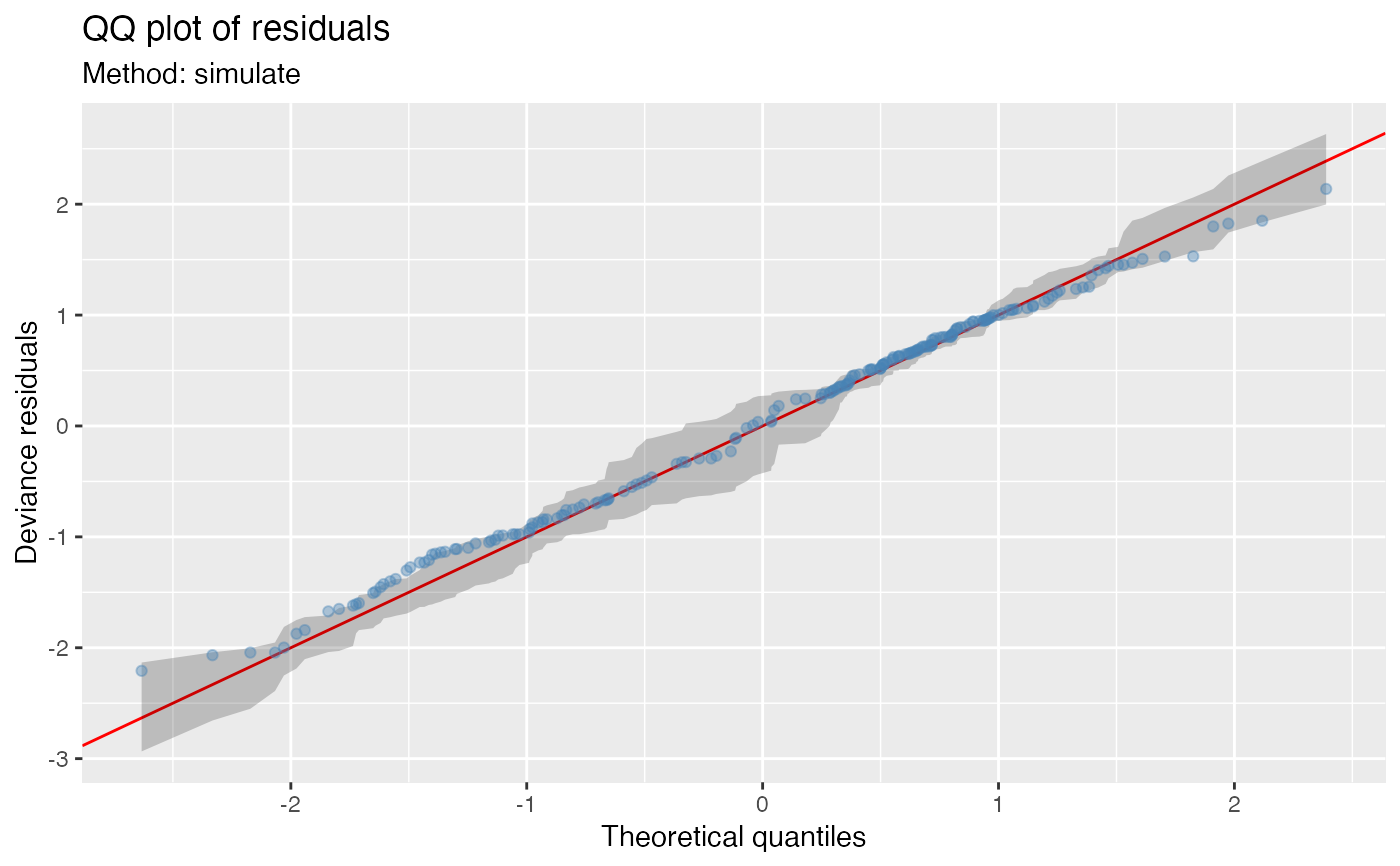 QQ plot of residuals
Method: simulate
Deviance residuals
2
1
0
-1
-2
-3
-2
-1
0
1
2
Theoretical quantiles